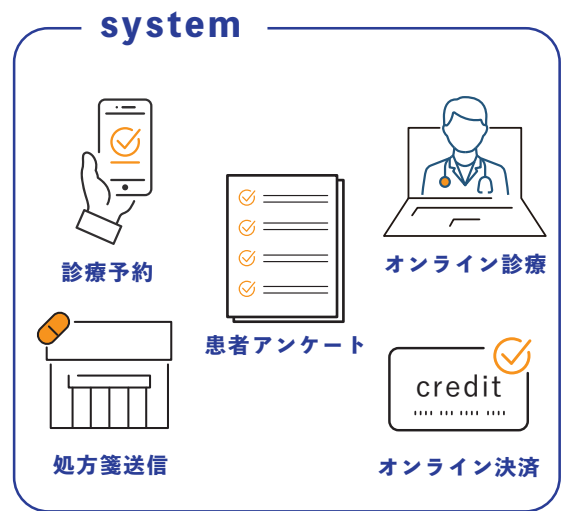 system
診療予約
オンライン診療
患者アンケート
処方箋送信
credit
オンライン決済